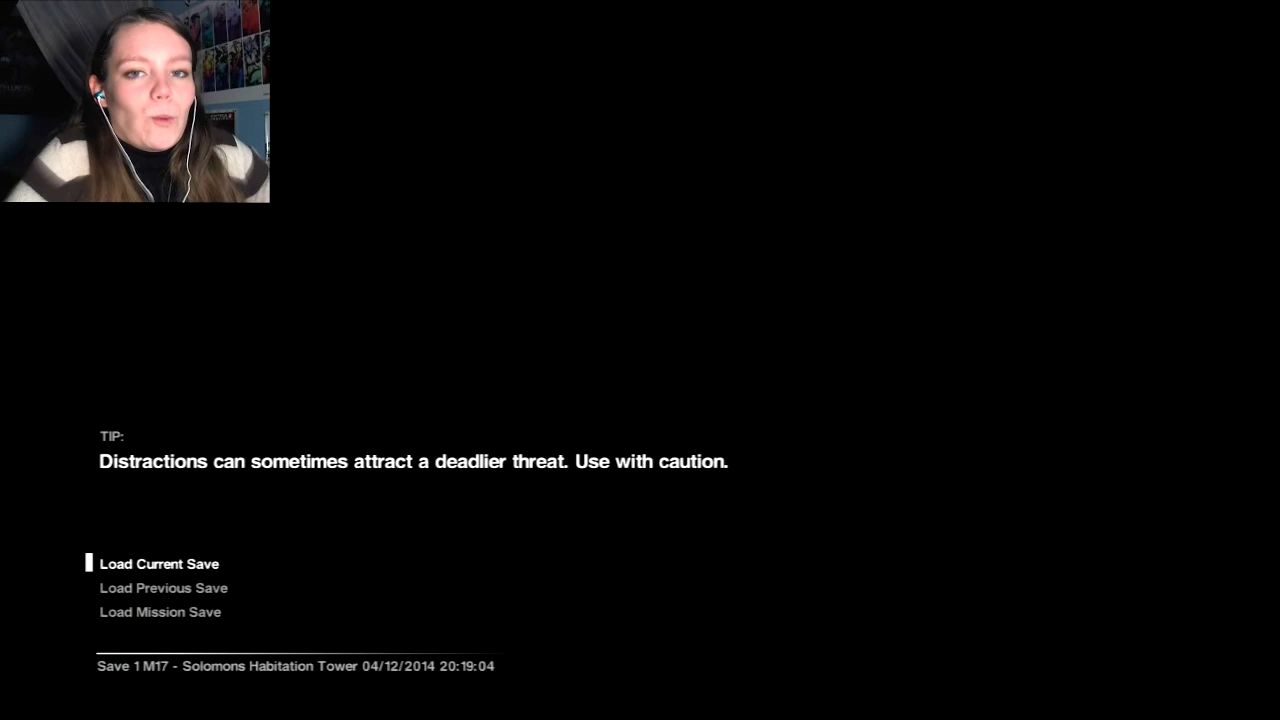 TIP:
Distractions can sometimes attract a deadlier threat. Use with caution.
Load Current Save
Load Previous Save
Load Mission Save
Save 1 M17 - Solomons Habitation Tower 04/12/2014 20:19:04